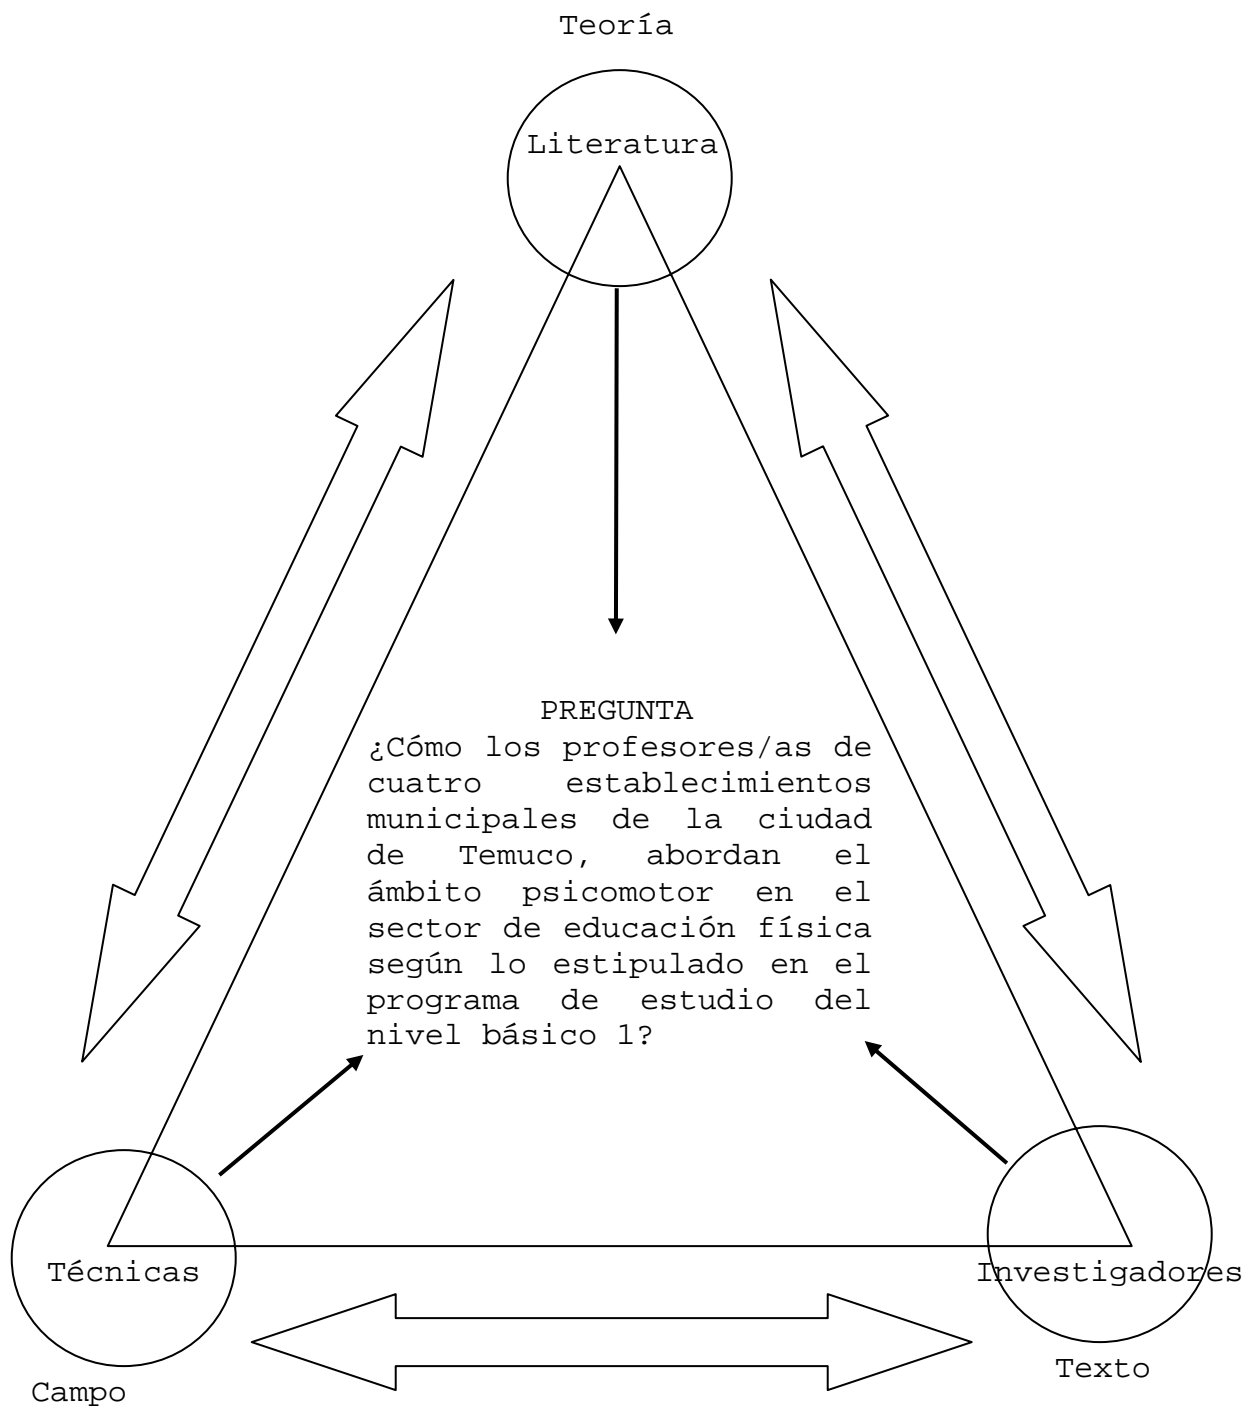 Teoría
Literatura
PREGUNTA
¿Cómo los profesores/as de
cuatro establecimientos
municipales de la ciudad
de Temuco, abordan el
ámbito psicomotor en el
sector de educación física
según lo estipulado en el
programa de estudio del
nivel básico 1?
Técnicas
Investigadores
Campo
Texto